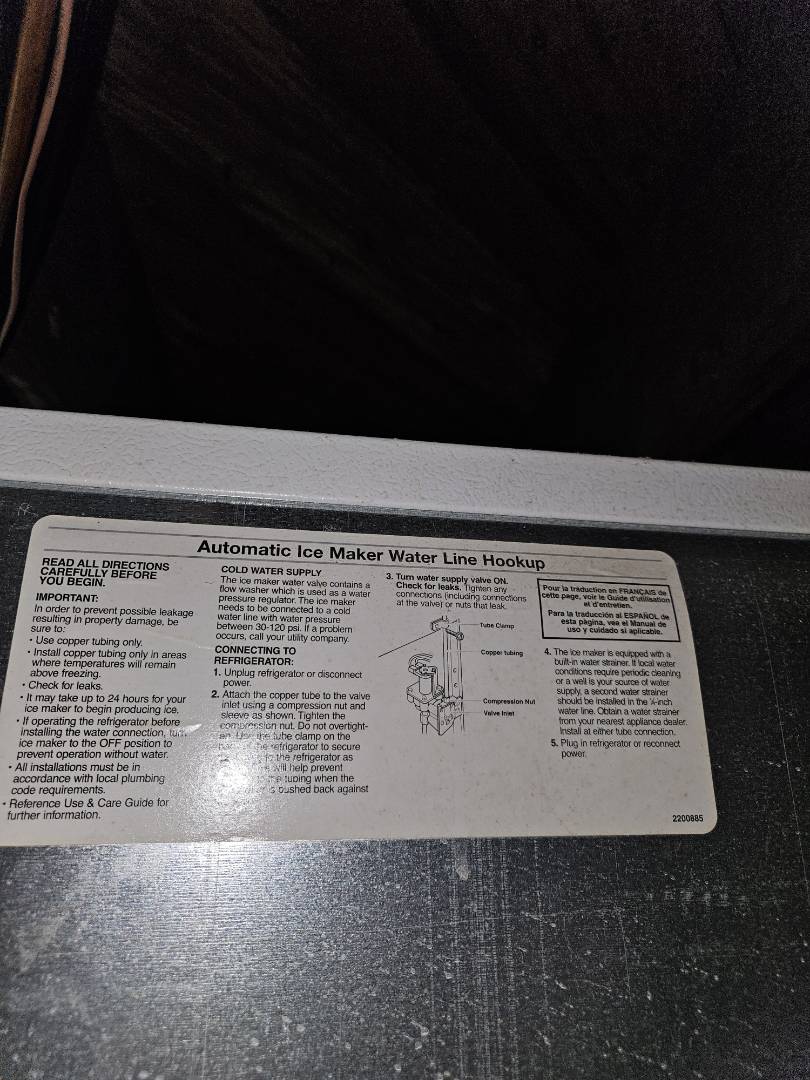 Automatic Ice Maker Water Line Hookup
READ ALL DIRECTIONS
CAREFULLY BEFORE
YOU BEGIN.
IMPORTANT:
In order to prevent possible leakage
resulting in property damage, be
sure to:
• Use copper tubing only.
• Install copper tubing only in areas
where temperatures will remain
above freezing.
• Check for leaks.
• It may take up to 24 hours for your
ice maker to begin producing ice.
• If operating the refrigerator before
installing the water connection, turn
ice maker to the OFF position to
prevent operation without water.
• All installations must be in
accordance with local plumbing
code requirements.
• Reference Use & Care Guide for
further information.
COLD WATER SUPPLY
The ice maker water valve contains a
flow washer which is used as a water
pressure regulator. The ice maker
needs to be connected to a cold
water line with water pressure
between 30-120 psi. If a problem
occurs, call your utility company.
CONNECTING TO
REFRIGERATOR:
1. Unplug refrigerator or disconnect
power.
2. Attach the copper tube to the valve
inlet using a compression nut and
sleeve as shown. Tighten the
compression nut. Do not overtight-
en. Use the tube clamp on the
the refrigerator to secure
the refrigerator as
will help prevent
tubing when the
is pushed back against
3. Turn water supply valve ON.
Check for leaks. Tighten any
connections (including connections
at the valve) or nuts that leak.
Tube Clamp
Copper tubing
Compression Nut
Valve Inlet
Pour la traduction en FRANÇAIS de
cette page, voir le Guide d'utilisation
et d'entretien.
Para la traducción al ESPAÑOL de
esta página, vea el Manual de
uso y cuidado si aplicable.
4. The ice maker is equipped with a
built-in water strainer. If local water
conditions require periodic cleaning
or a well is your source of water
supply, a second water strainer
should be installed in the ¼-inch
water line. Obtain a water strainer
from your nearest appliance dealer.
Install at either tube connection.
5. Plug in refrigerator or reconnect
power.
2200885